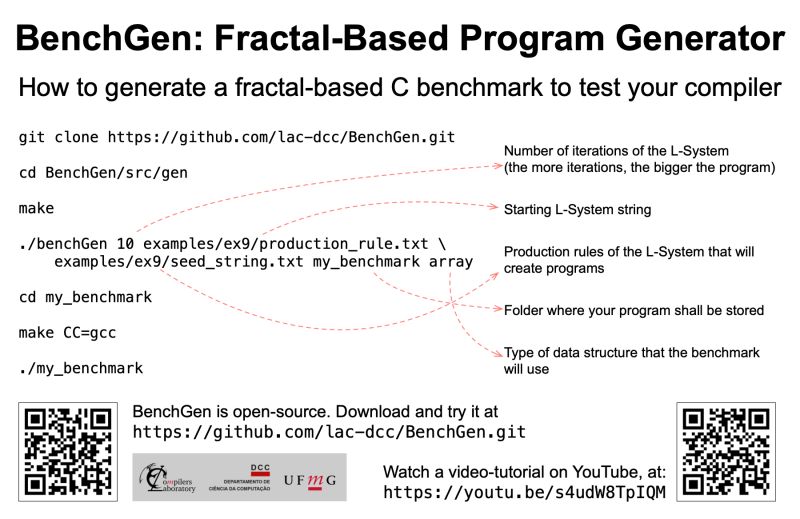 BenchGen: Fractal-Based Program Generator
How to generate a fractal-based C benchmark to test your compiler
git clone https://github.com/lac-dcc/BenchGen.git
cd BenchGen/src/gen
make
./benchGen 10 examples/ex9/production_rule.txt \
examples/ex9/seed_string.txt my_benchmark array
cd my_benchmark
make CC=gcc
./my_benchmark
Number of iterations of the L-System
(the more iterations, the bigger the program)
Starting L-System string
Production rules of the L-System that will
create programs
Folder where your program shall be stored
Type of data structure that the benchmark
will use
BenchGen is open-source. Download and try it at
https://github.com/lac-dcc/BenchGen.git
Compilers
Laboratory
DCC
DEPARTAMENTO DE
CIÊNCIA DA COMPUTAÇÃO
UFmG
Watch a video-tutorial on YouTube, at:
https://youtu.be/s4udW8TpIQM